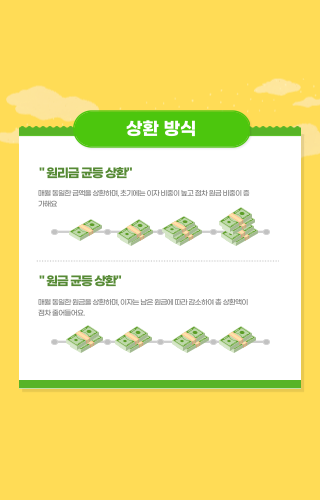 상환 방식
" 원리금 균등 상환"
매월 동일한 금액을 상환하며, 초기에는 이자 비중이 높고 점차 원금 비중이 증
가해요
" 원금 균등 상환"
매월 동일한 원금을 상환하며, 이자는 남은 원금에 따라 감소하여 총 상환액이
점차 줄어들어요.